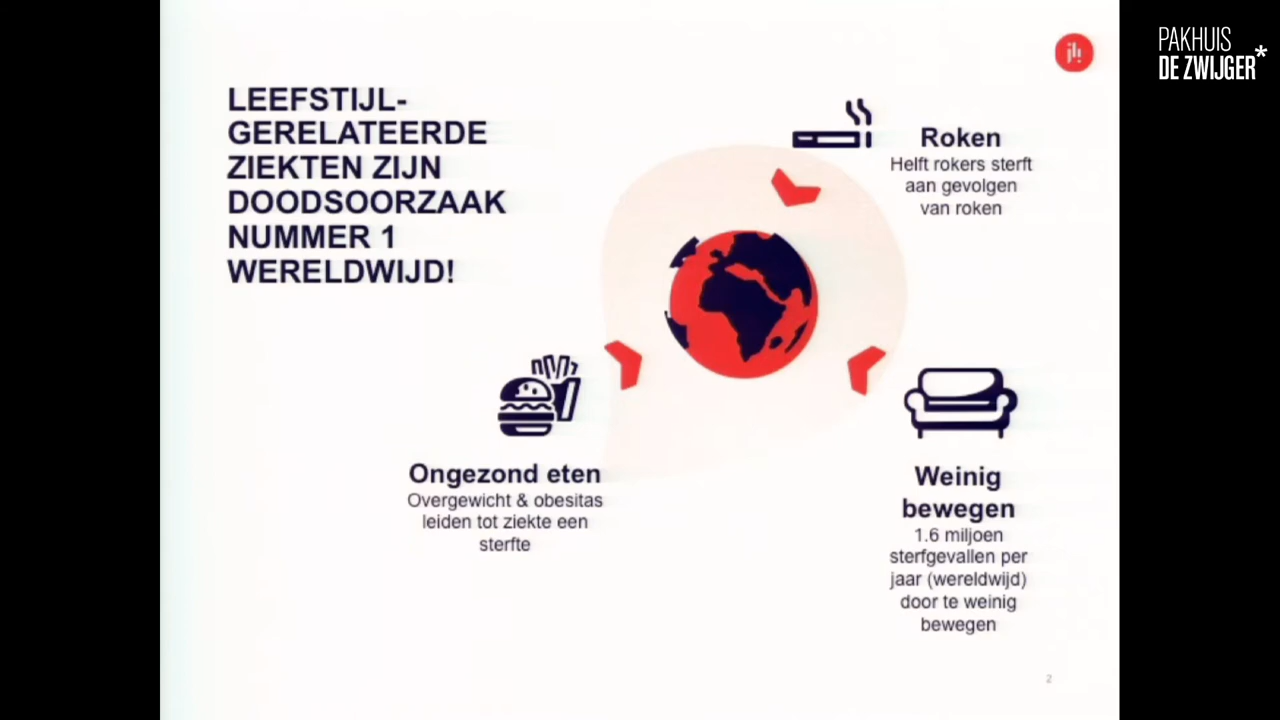 PAKHUIS
DE ZWIJGER*
jh!
LEEFSTIJL-
GERELATEERDE
ZIEKTEN ZIJN
DOODSOORZAAK
NUMMER 1
WERELDWIJD!
Roken
Helft rokers sterft
aan gevolgen
van roken
Ongezond eten
Overgewicht & obesitas
leiden tot ziekte een
sterfte
Weinig
bewegen
1.6 miljoen
sterfgevallen per
jaar (wereldwijd)
door te weinig
bewegen
2